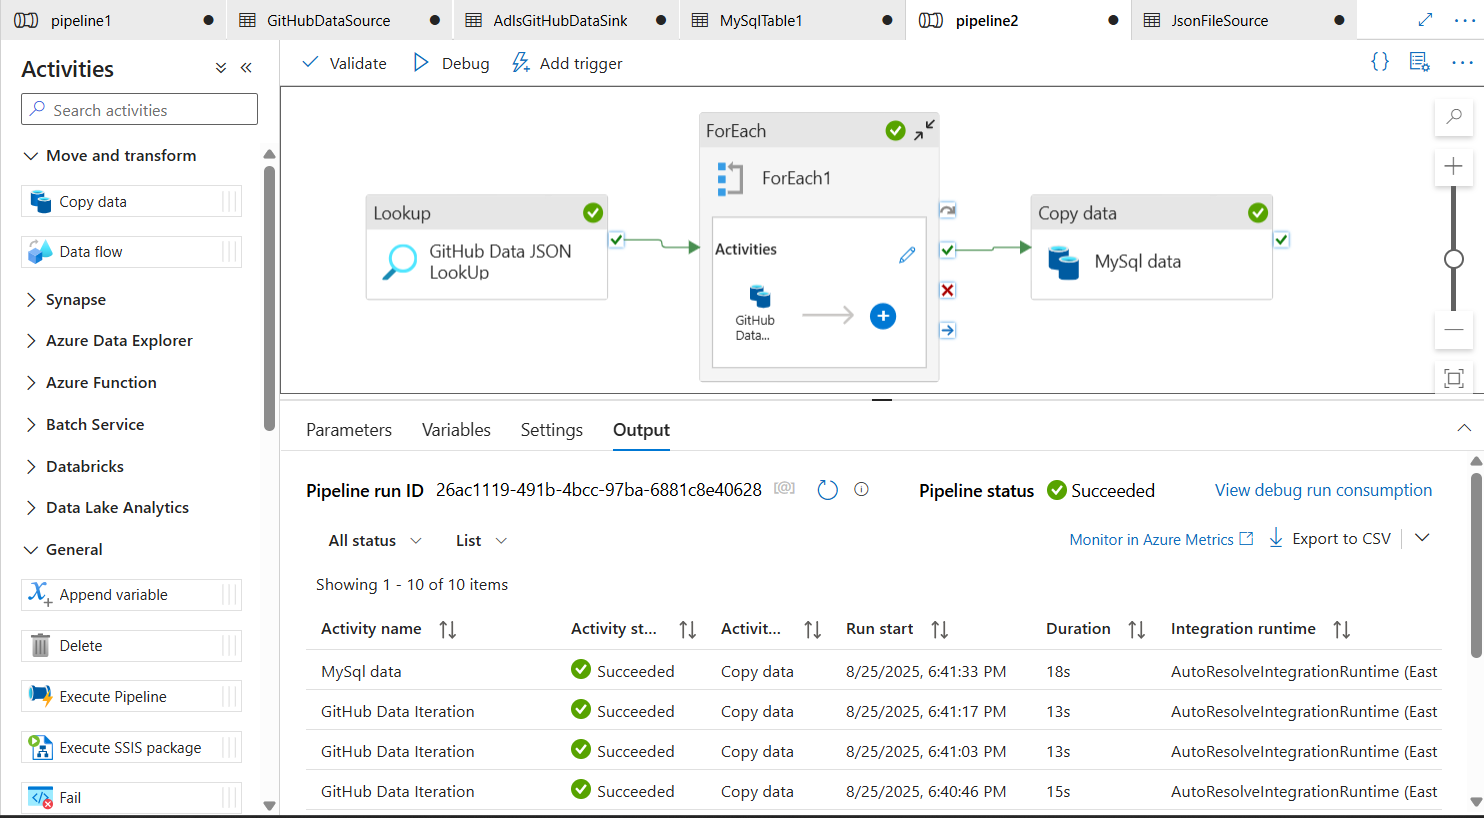 pipeline1
GitHubDataSource
AdlsGitHubDataSink
MySqlTable1
pipeline2
JsonFileSource
Activities
Search activities
Move and transform
Copy data
Data flow
Synapse
Azure Data Explorer
Azure Function
Batch Service
Databricks
Data Lake Analytics
General
Append variable
Delete
Execute Pipeline
Execute SSIS package
Fail
Validate
Debug
Add trigger
{}
Lookup
GitHub Data JSON
LookUp
ForEach
ForEach1
Activities
GitHub
Data...
Copy data
MySql data
Parameters
Variables
Settings
Output
Pipeline run ID 26ac1119-491b-4bcc-97ba-6881c8e40628 [@]
Pipeline status Succeeded
View debug run consumption
All status
List
Monitor in Azure Metrics
Export to CSV
Showing 1 - 10 of 10 items
Activity name Activity st... Activit... Run start Duration Integration runtime
MySql data Succeeded Copy data 8/25/2025, 6:41:33 PM 18s AutoResolveIntegrationRuntime (East
GitHub Data Iteration Succeeded Copy data 8/25/2025, 6:41:17 PM 13s AutoResolveIntegrationRuntime (East
GitHub Data Iteration Succeeded Copy data 8/25/2025, 6:41:03 PM 13s AutoResolveIntegrationRuntime (East
GitHub Data Iteration Succeeded Copy data 8/25/2025, 6:40:46 PM 15s AutoResolveIntegrationRuntime (East